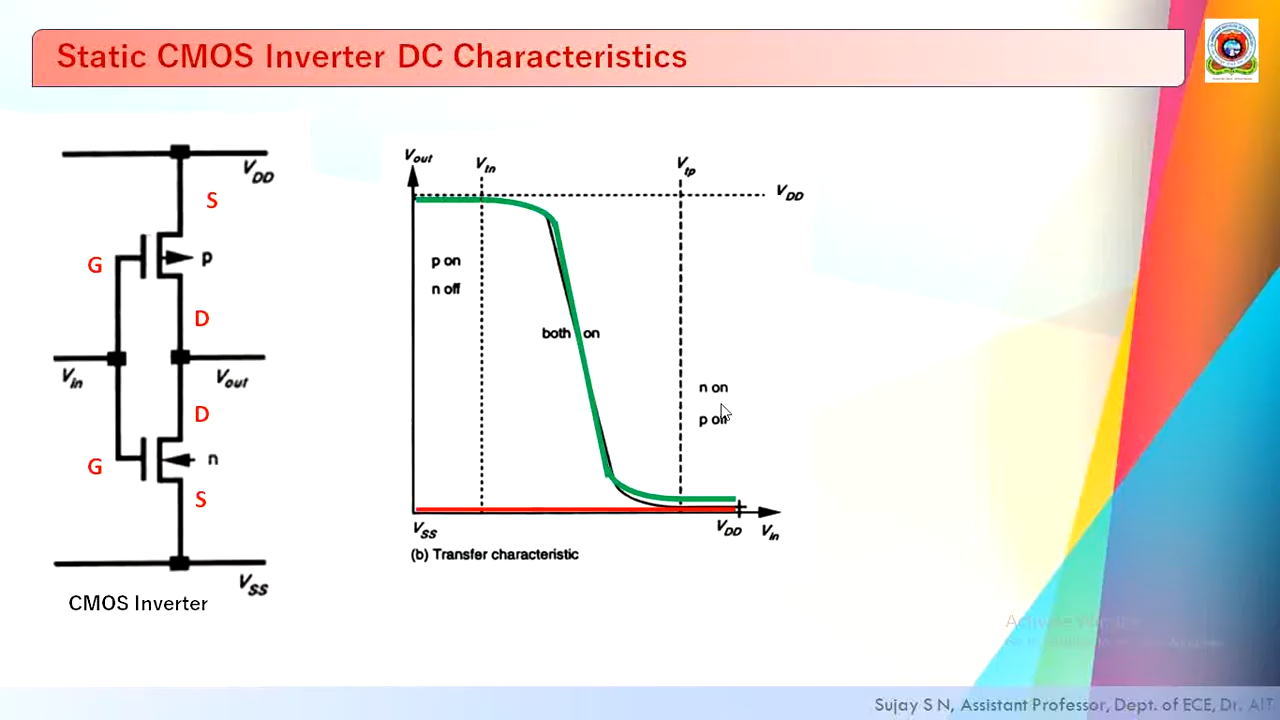 Static CMOS Inverter DC Characteristics
VDD
S
G
p
D
Vin
Vout
D
G
n
S
VSS
CMOS Inverter
Vout
Vtn
Vtp
VDD
p on
n off
both on
n on
p
VSS
VDD
Vin
(b) Transfer characteristic
Sujay S N, Assistant Professor, Dept. of ECE, Dr. AIT